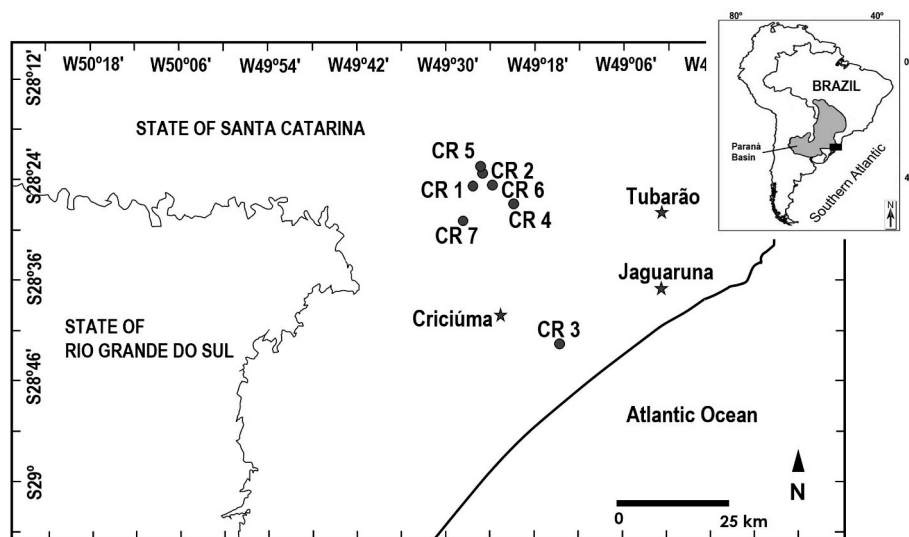 W50º18' W50º06' W49º54' W49º42' W49º30' W49º18' W49º06' W4
S28º12'
S28º24'
S28º36'
S28º46'
S29º
STATE OF SANTA CATARINA
CR 5
CR 2
CR 1
CR 6
CR 4
CR 7
Tubarão
Jaguaruna
Criciúma
CR 3
STATE OF
RIO GRANDE DO SUL
Atlantic Ocean
N
0 25 km
80º 40º
0
BRAZIL
Paraná
Basin
4
Southern Atlantic
N